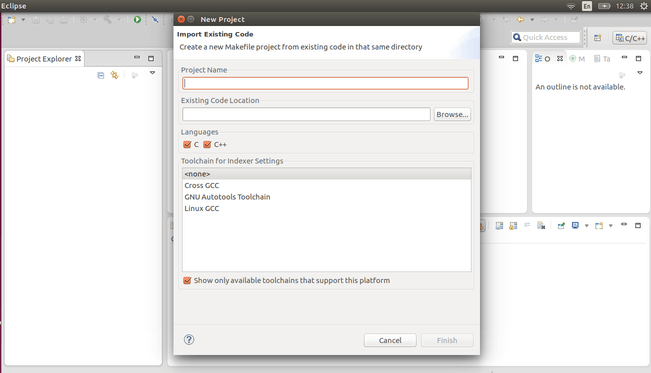 Eclipse
En
12:38
New Project
Import Existing Code
Create a new Makefile project from existing code in that same directory
Quick Access
C/C++
Project Explorer
Project Name
Existing Code Location
Browse...
Languages
C
C++
Toolchain for Indexer Settings
<none>
Cross GCC
GNU Autotools Toolchain
Linux GCC
Show only available toolchains that support this platform
?
Cancel
Finish
O
M
Ta
An outline is not available.